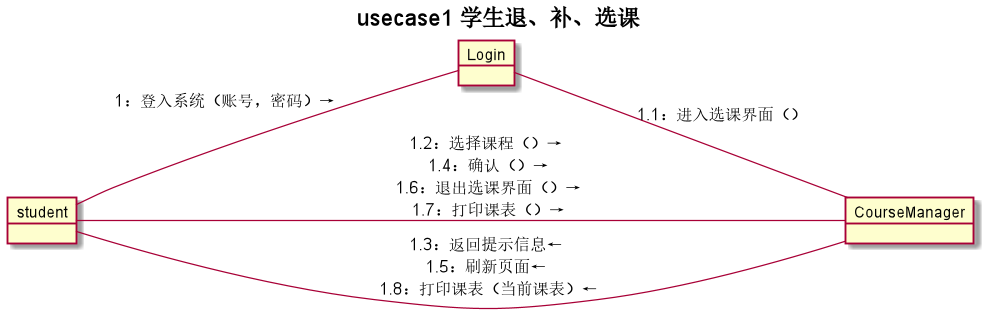 usecase1 学生退、补、选课
Login
1：登入系统（账号，密码）→
1.1：进入选课界面（）
1.2：选择课程（）→
1.4：确认（）→
1.6：退出选课界面（）→
1.7：打印课表（）→
student
CourseManager
1.3：返回提示信息←
1.5：刷新页面←
1.8：打印课表（当前课表）←